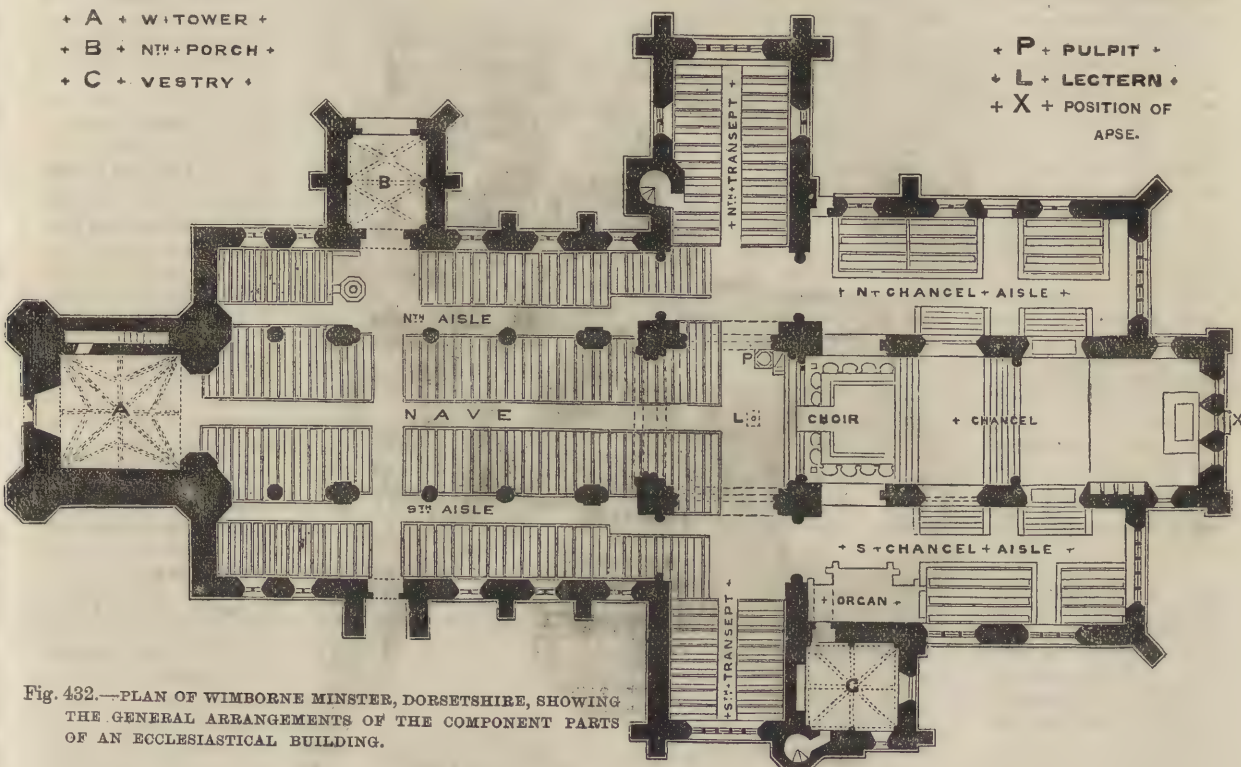 + A + W + TOWER +
+ B + NTH + PORCH +
+ C + VESTRY +
+ P + PULPIT +
+ L + LECTERN +
+ X + POSITION OF
APSE.
+ NTH + TRANSEPT +
B
+ N + CHANCEL + AISLE +
NTH AISLE
P
A
NAVE
L
CHOIR
+ CHANCEL
X
STH AISLE
+ S + CHANCEL + AISLE +
+ ORGAN +
+ STH + TRANSEPT +
C
Fig. 432.—PLAN OF WIMBORNE MINSTER, DORSETSHIRE, SHOWING
THE GENERAL ARRANGEMENTS OF THE COMPONENT PARTS
OF AN ECCLESIASTICAL BUILDING.